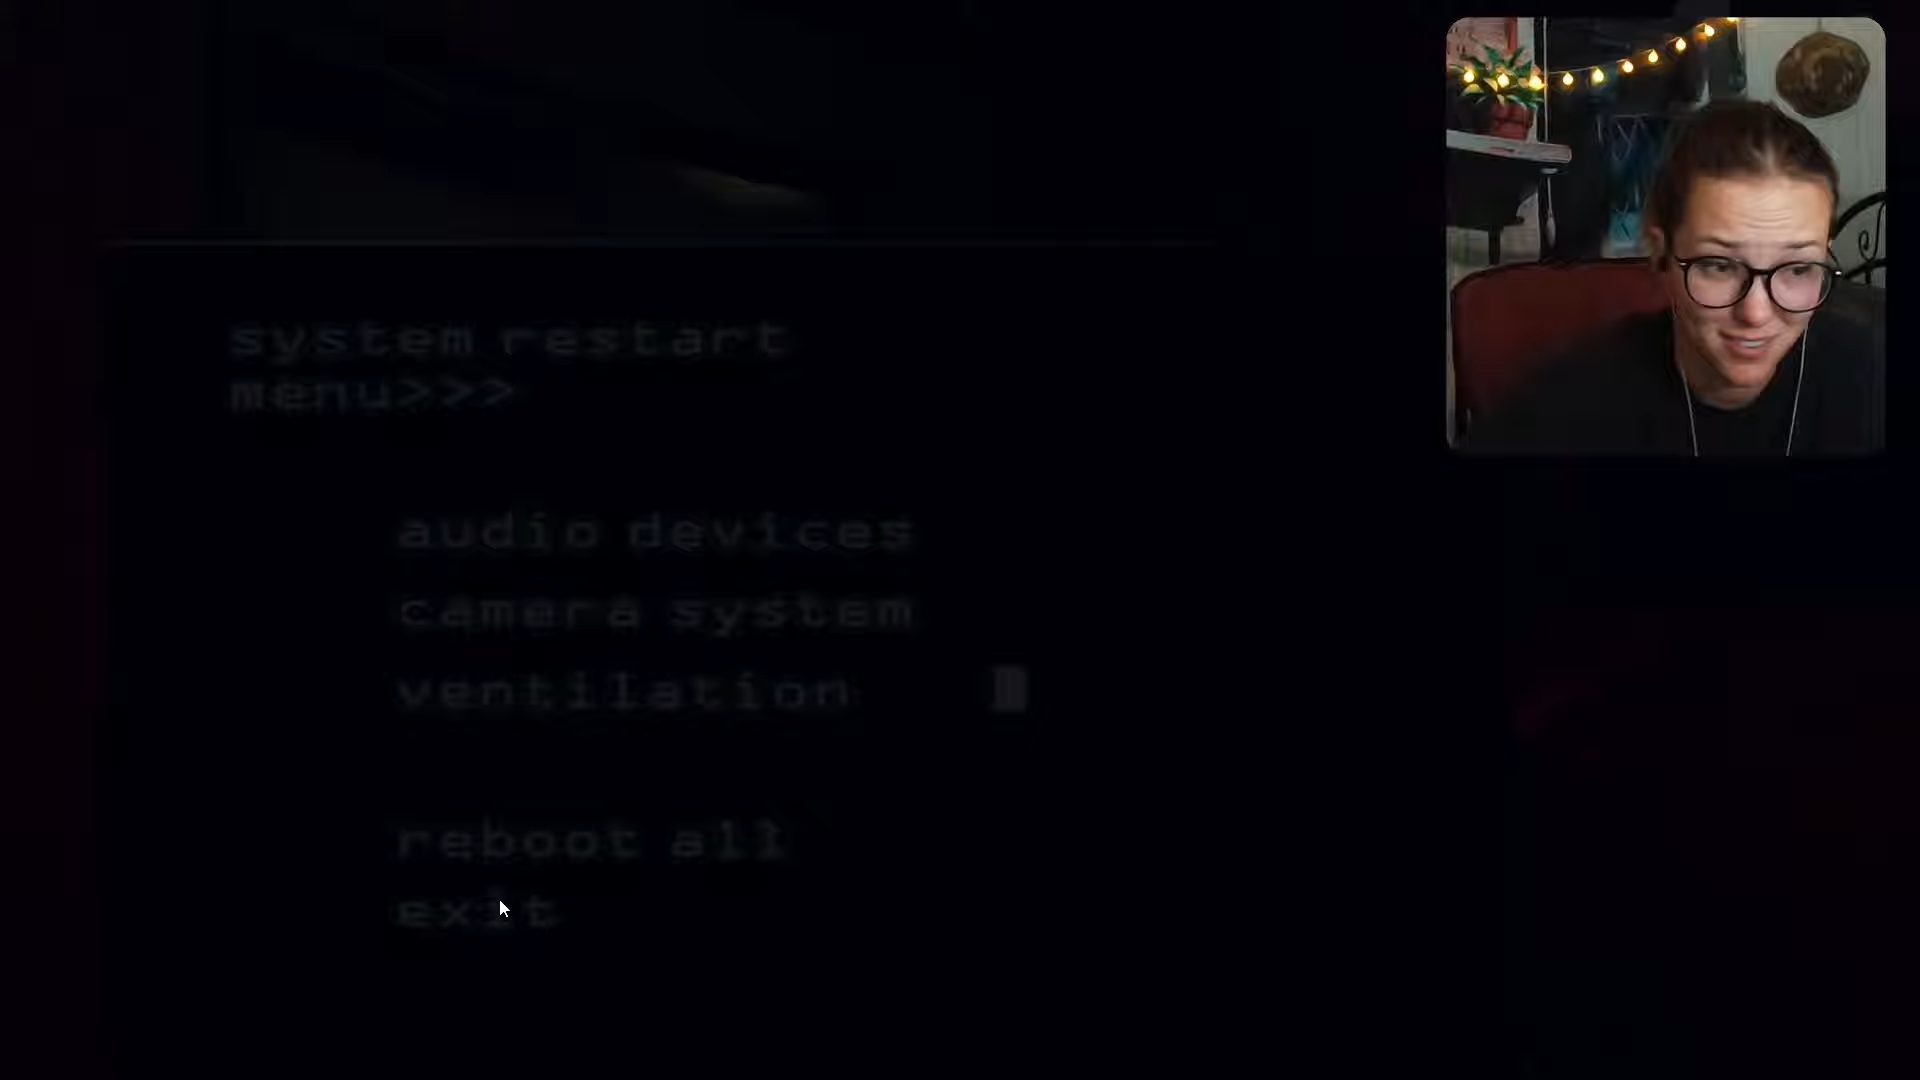 system restart
menu>>>
audio devices
camera system
ventilation
reboot all
exit